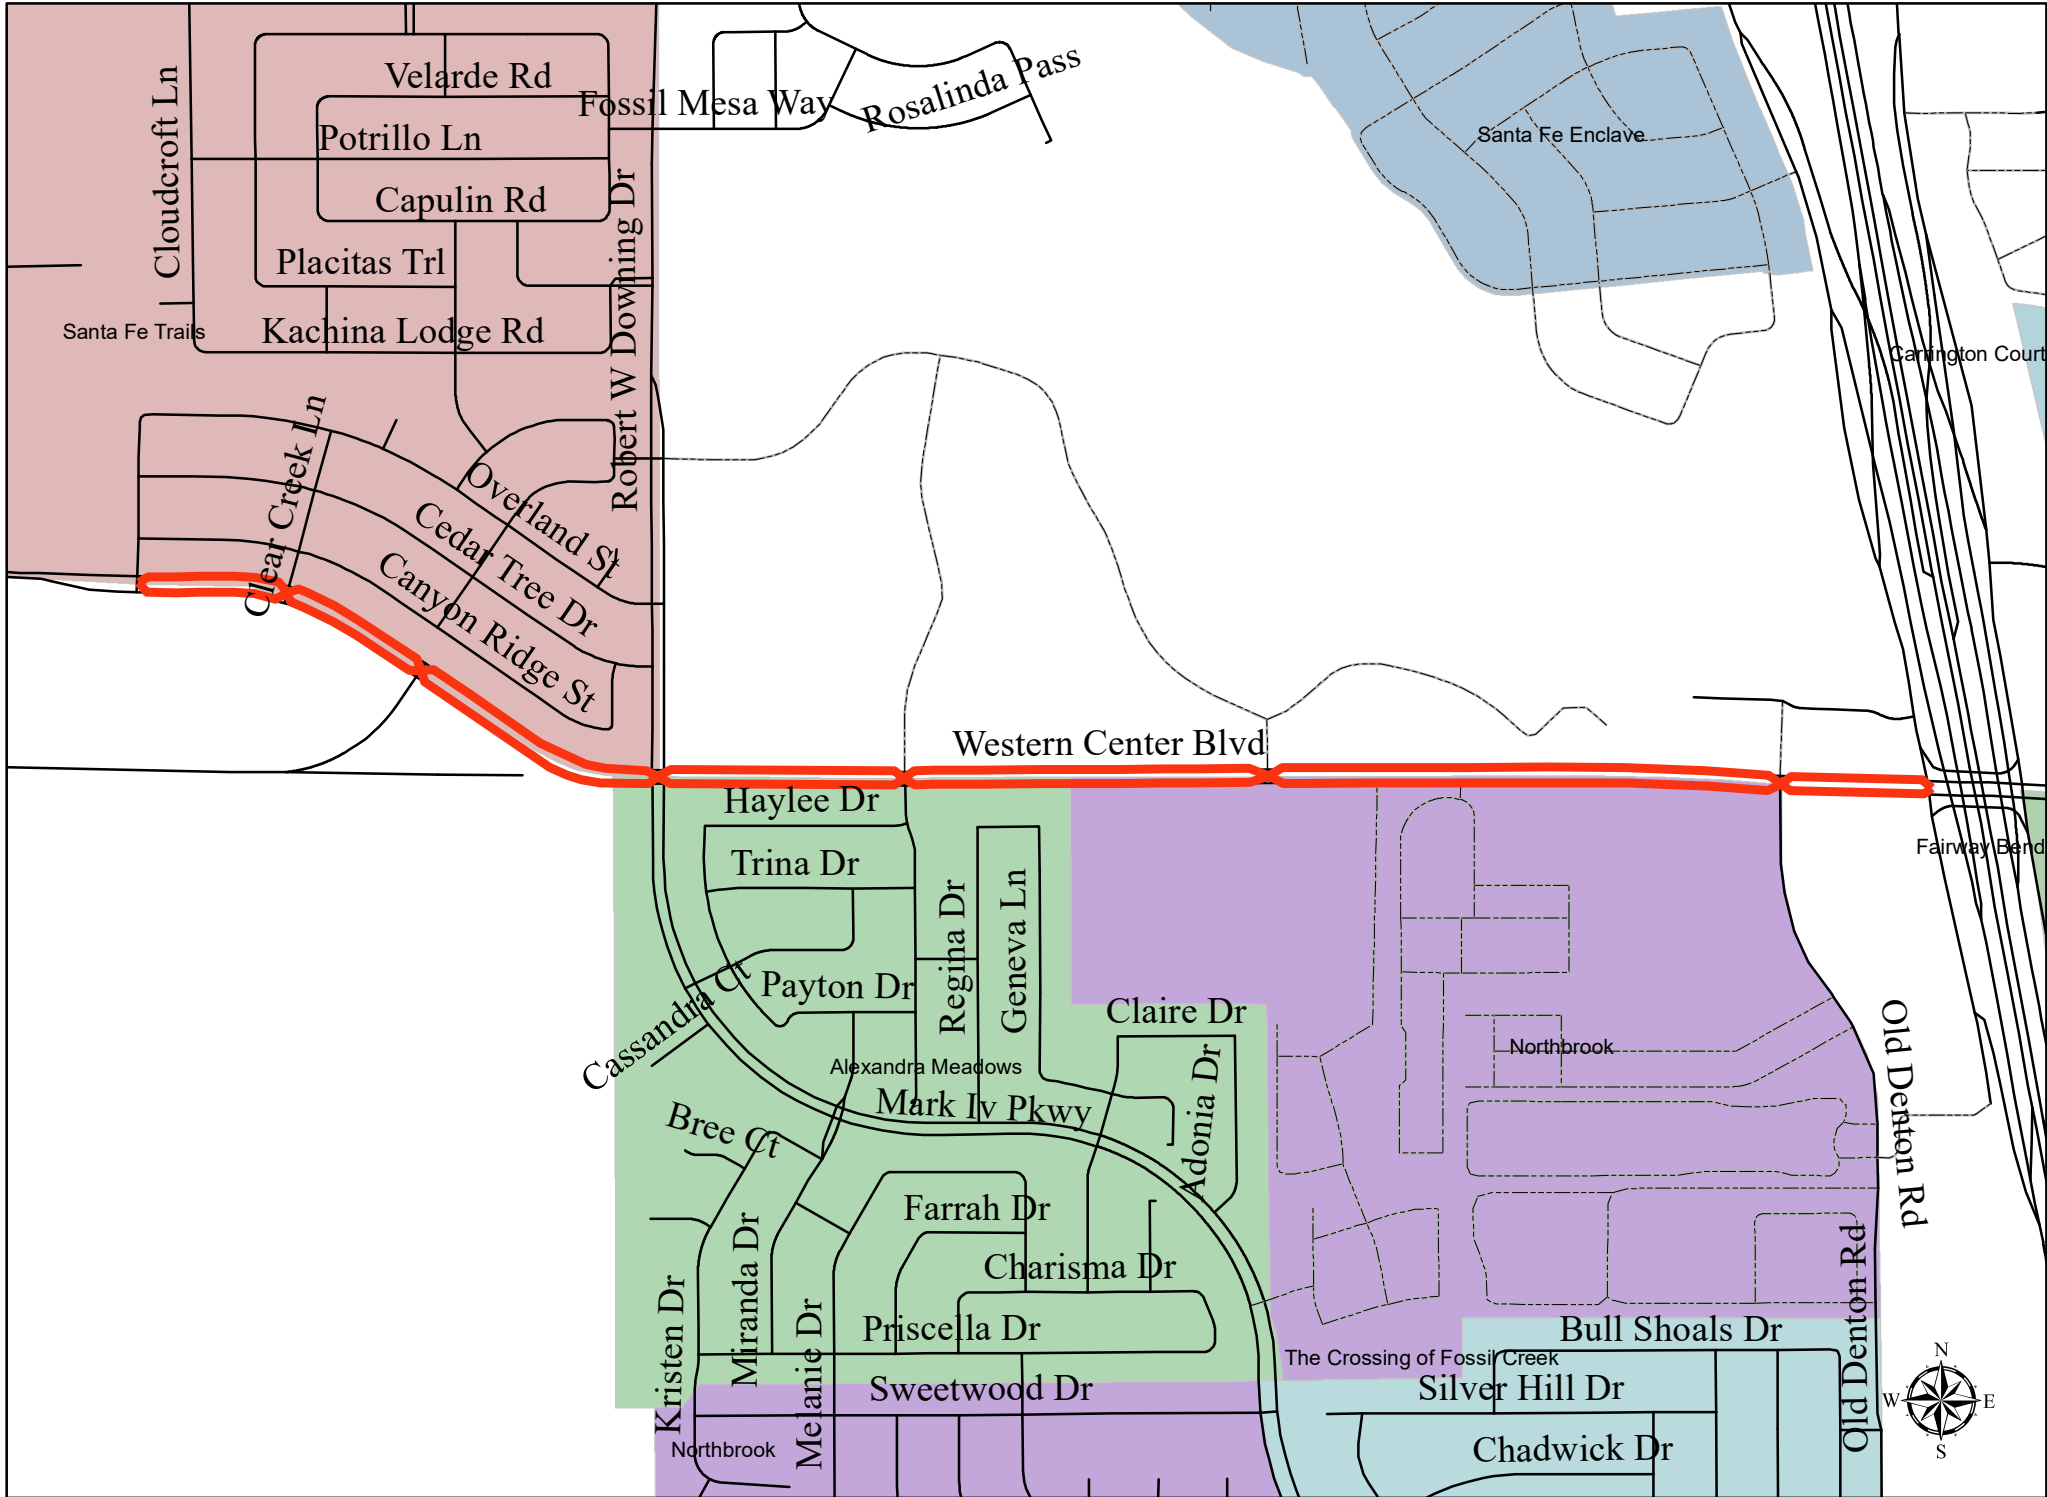 Velarde Rd
Fossil Mesa Way
Rosalinda Pass
Potrillo Ln
Santa Fe Enclave
Cloudcroft Ln
Capulin Rd
Robert W Downing Dr
Placitas Trl
Santa Fe Trails
Kachina Lodge Rd
Carrington Court
Clear Creek Ln
Overland St
Cedar Tree Dr
Canyon Ridge St
Western Center Blvd
Haylee Dr
Fairway Bend
Trina Dr
Regina Dr
Geneva Ln
Payton Dr
Cassandra Ct
Claire Dr
Old Denton Rd
Northbrook
Alexandra Meadows
Mark Iv Pkwy
Adonia Dr
Bree Ct
Farrah Dr
Miranda Dr
Charisma Dr
Old Denton Rd
Kristen Dr
Melanie Dr
Priscella Dr
Bull Shoals Dr
The Crossing of Fossil Creek
Sweetwood Dr
Silver Hill Dr
Northbrook
Chadwick Dr
N
W
E
S